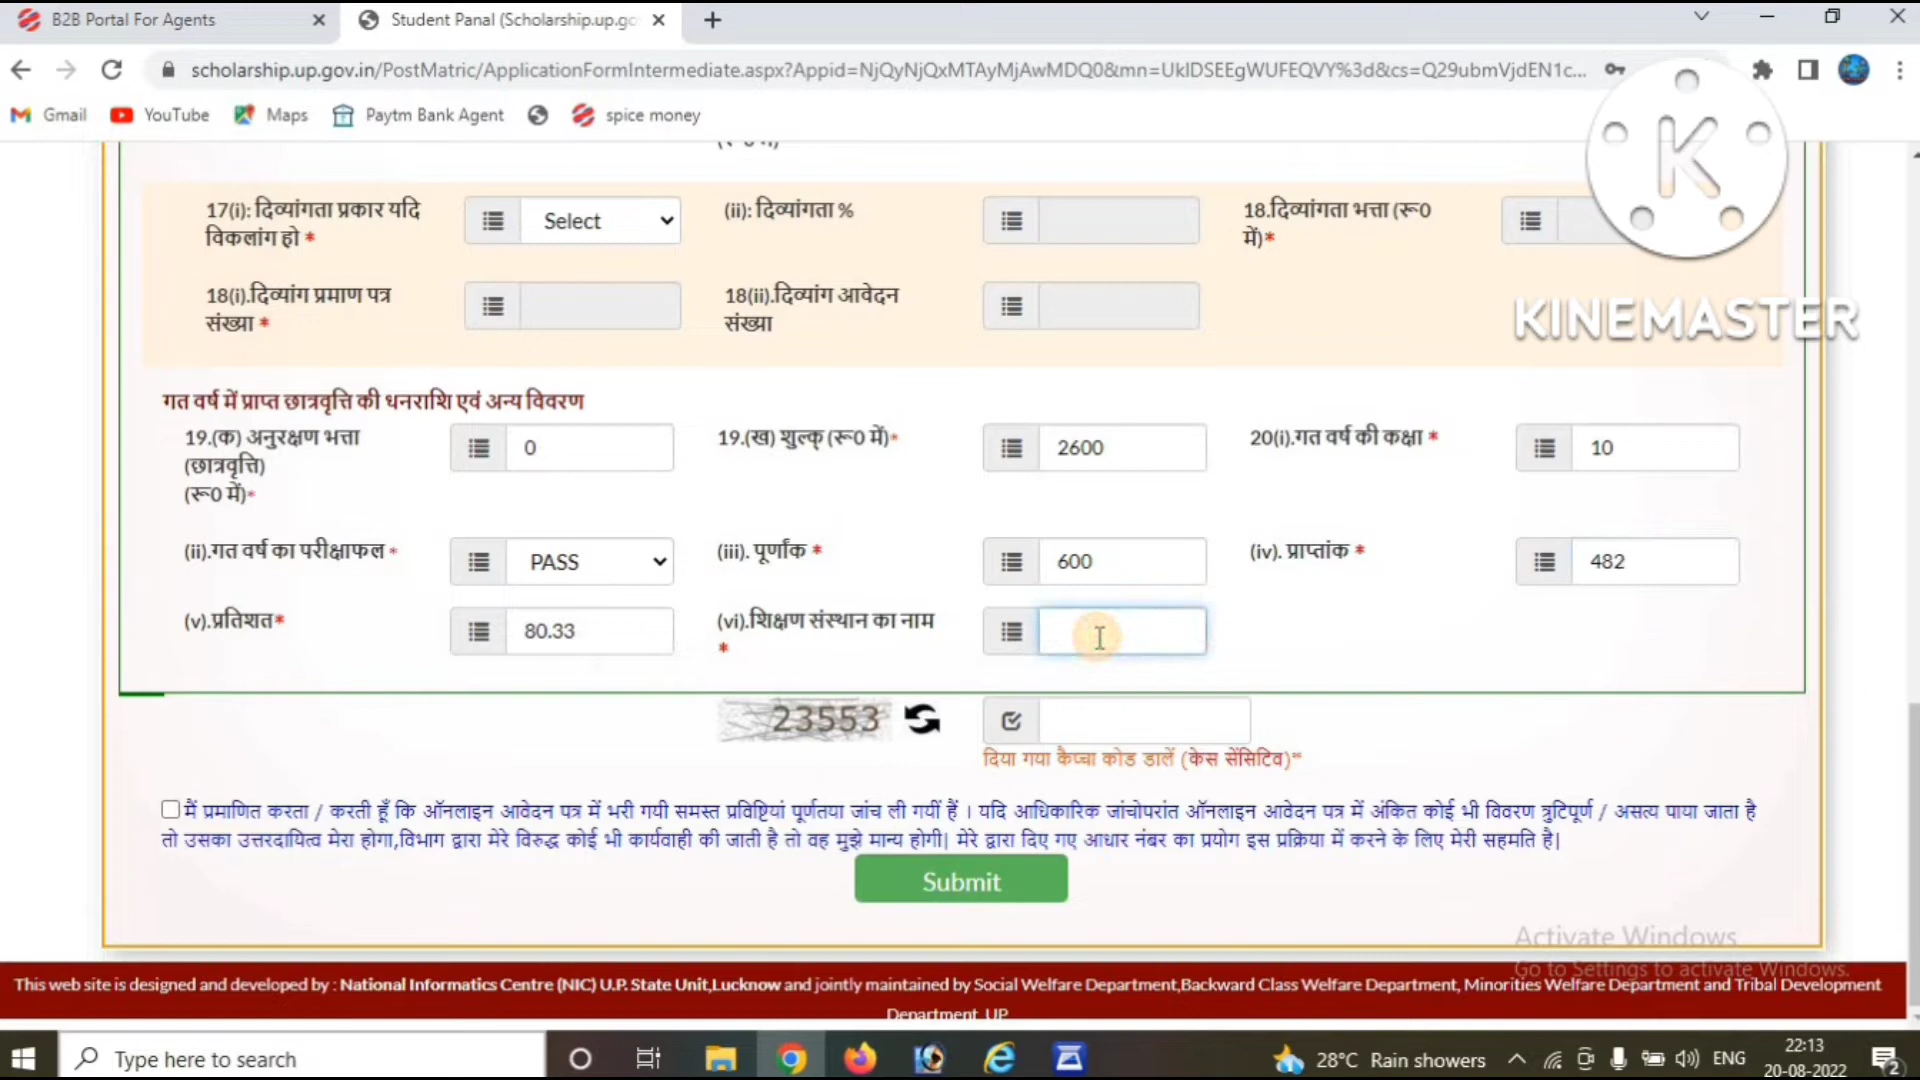 B2B Portal For Agents
Student Panal (Scholarship.up.go
scholarship.up.gov.in/PostMatric/ApplicationFormIntermediate.aspx?Appid=NjQyNjQxMTAyMjAwMDQ0&mn=UklDSEEgWUFEQVY%3d&cs=Q29ubmVjdEN1c...
Gmail YouTube Maps Paytm Bank Agent spice money
K
KINEMASTER
17(i): दिव्यांगता प्रकार यदि विकलांग हो * Select (ii): दिव्यांगता % 18.दिव्यांगता भत्ता (रू0 में)*
18(i).दिव्यांग प्रमाण पत्र संख्या * 18(ii).दिव्यांग आवेदन संख्या
गत वर्ष में प्राप्त छात्रवृत्ति की धनराशि एवं अन्य विवरण
19.(क) अनुरक्षण भत्ता (छात्रवृत्ति) (रू0 में)* 0 19.(ख) शुल्क् (रू0 में)* 2600 20(i).गत वर्ष की कक्षा * 10
(ii).गत वर्ष का परीक्षाफल * PASS (iii). पूर्णांक * 600 (iv). प्राप्तांक * 482
(v).प्रतिशत* 80.33 (vi).शिक्षण संस्थान का नाम *
23553
दिया गया कैप्चा कोड डालें (केस सेंसिटिव)*
मैं प्रमाणित करता / करती हूँ कि ऑनलाइन आवेदन पत्र में भरी गयी समस्त प्रविष्टियां पूर्णतया जांच ली गयीं हैं । यदि आधिकारिक जांचोपरांत ऑनलाइन आवेदन पत्र में अंकित कोई भी विवरण त्रुटिपूर्ण / असत्य पाया जाता है
तो उसका उत्तरदायित्व मेरा होगा,विभाग द्वारा मेरे विरुद्ध कोई भी कार्यवाही की जाती है तो वह मुझे मान्य होगी| मेरे द्वारा दिए गए आधार नंबर का प्रयोग इस प्रक्रिया में करने के लिए मेरी सहमति है|
Submit
Activate Windows
Go to Settings to activate Windows.
This web site is designed and developed by : National Informatics Centre (NIC) U.P. State Unit,Lucknow and jointly maintained by Social Welfare Department,Backward Class Welfare Department, Minorities Welfare Department and Tribal Development
Department, UP
Type here to search
28°C Rain showers ENG 22:13
20-08-2022 2